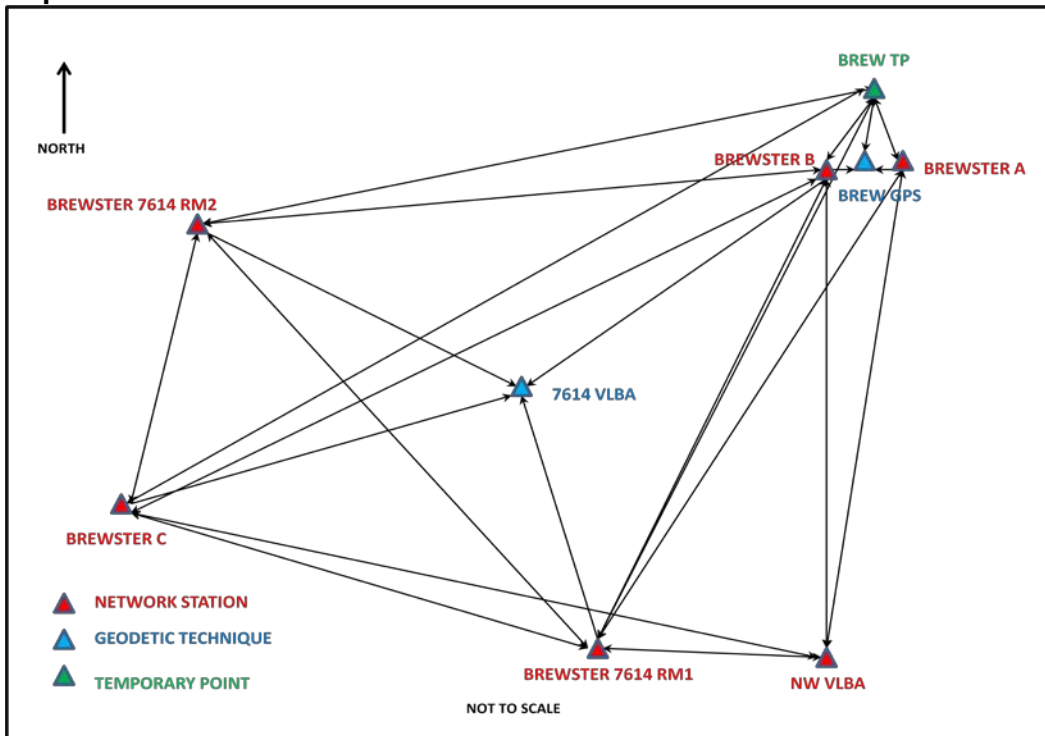 BREW TP
NORTH
BREWSTER B
BREWSTER A
BREW GPS
BREWSTER 7614 RM2
7614 VLBA
BREWSTER C
NETWORK STATION
GEODETIC TECHNIQUE
TEMPORARY POINT
BREWSTER 7614 RM1
NW VLBA
NOT TO SCALE